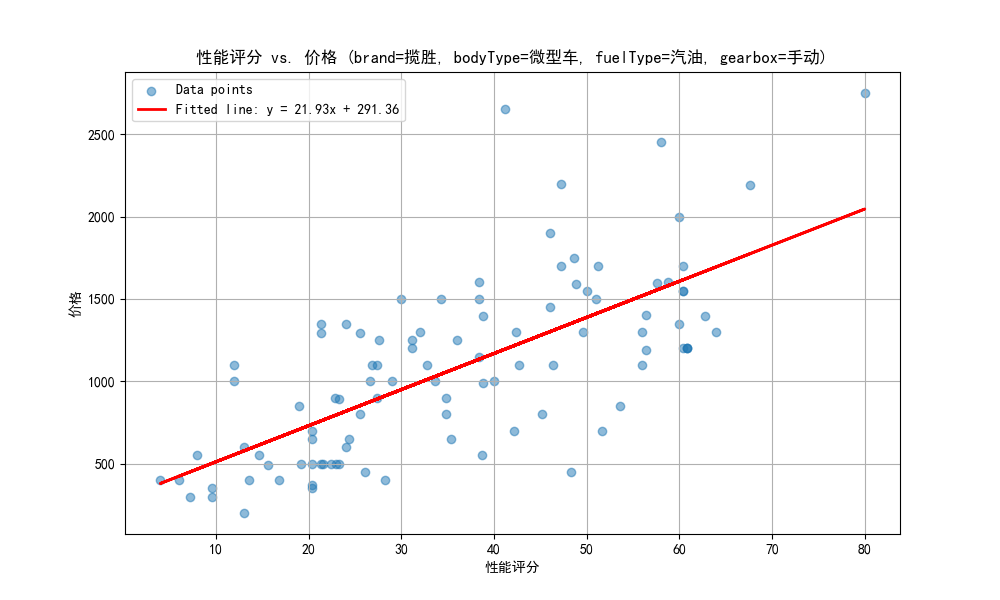 性能评分 vs. 价格 (brand=揽胜, bodyType=微型车, fuelType=汽油, gearbox=手动)
Data points
Fitted line: y = 21.93x + 291.36
价格
2500
2000
1500
1000
500
10 20 30 40 50 60 70 80
性能评分